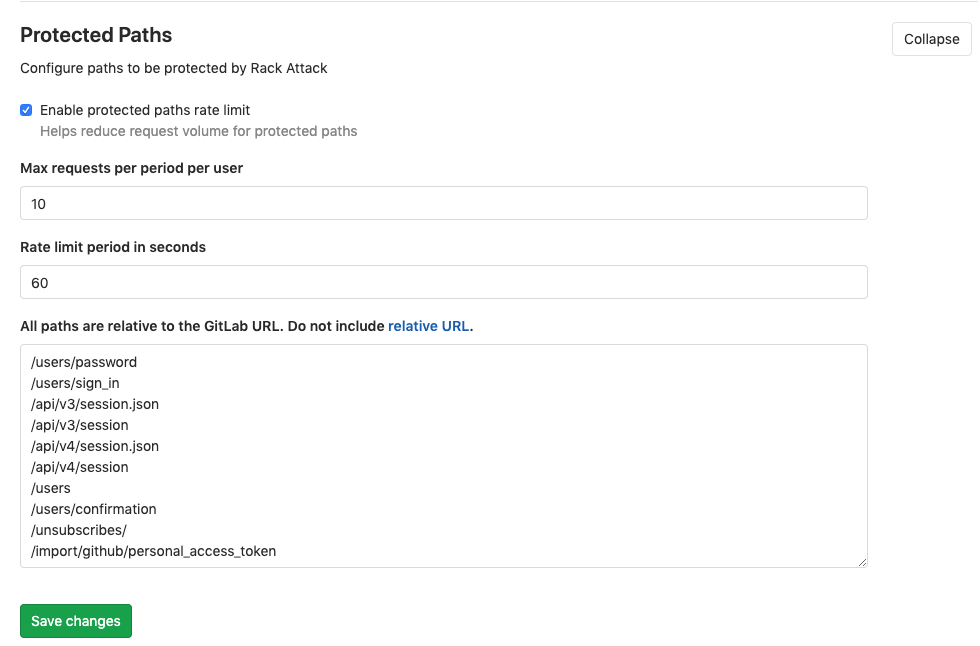 Protected Paths
Collapse
Configure paths to be protected by Rack Attack
Enable protected paths rate limit
Helps reduce request volume for protected paths
Max requests per period per user
10
Rate limit period in seconds
60
All paths are relative to the GitLab URL. Do not include relative URL.
/users/password
/users/sign_in
/api/v3/session.json
/api/v3/session
/api/v4/session.json
/api/v4/session
/users
/users/confirmation
/unsubscribes/
/import/github/personal_access_token
Save changes